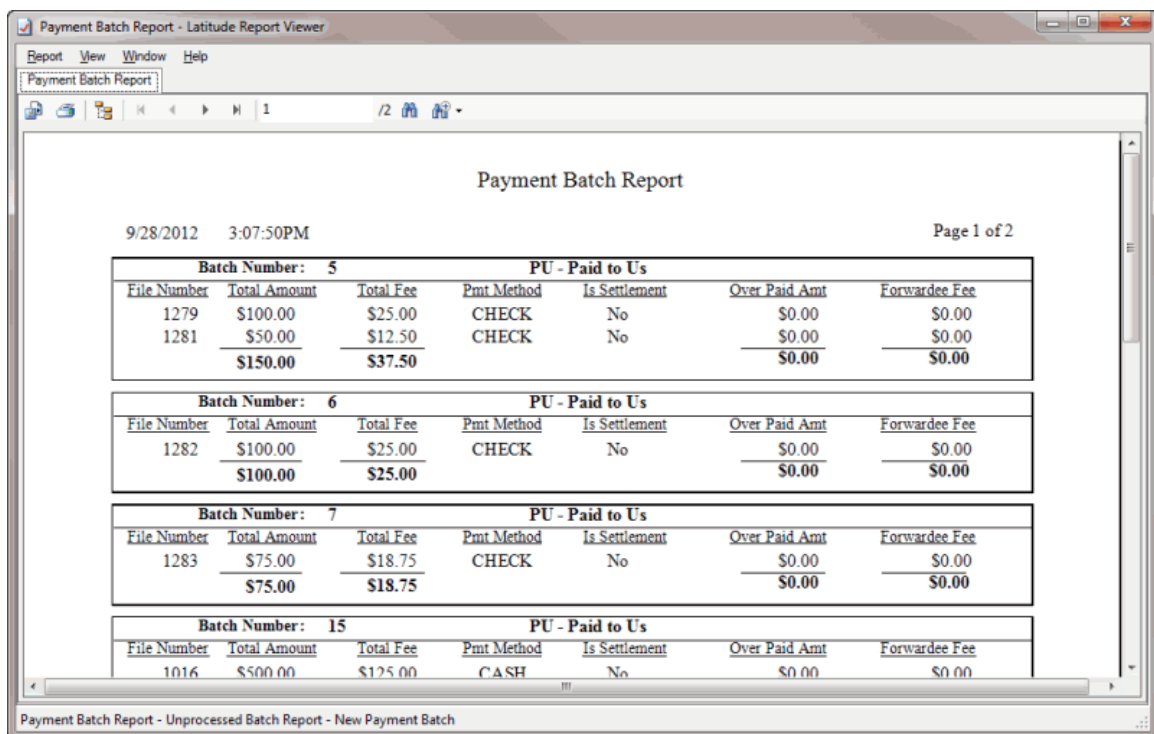 Payment Batch Report - Latitude Report Viewer
Report View Window Help
Payment Batch Report
1 /2
Payment Batch Report
9/28/2012 3:07:50PM Page 1 of 2
Batch Number: 5 PU - Paid to Us
File Number Total Amount Total Fee Pmt Method Is Settlement Over Paid Amt Forwardee Fee
1279 $100.00 $25.00 CHECK No $0.00 $0.00
1281 $50.00 $12.50 CHECK No $0.00 $0.00
$150.00 $37.50 $0.00 $0.00
Batch Number: 6 PU - Paid to Us
File Number Total Amount Total Fee Pmt Method Is Settlement Over Paid Amt Forwardee Fee
1282 $100.00 $25.00 CHECK No $0.00 $0.00
$100.00 $25.00 $0.00 $0.00
Batch Number: 7 PU - Paid to Us
File Number Total Amount Total Fee Pmt Method Is Settlement Over Paid Amt Forwardee Fee
1283 $75.00 $18.75 CHECK No $0.00 $0.00
$75.00 $18.75 $0.00 $0.00
Batch Number: 15 PU - Paid to Us
File Number Total Amount Total Fee Pmt Method Is Settlement Over Paid Amt Forwardee Fee
1016 $500.00 $125.00 CASH No $0.00 $0.00
Payment Batch Report - Unprocessed Batch Report - New Payment Batch